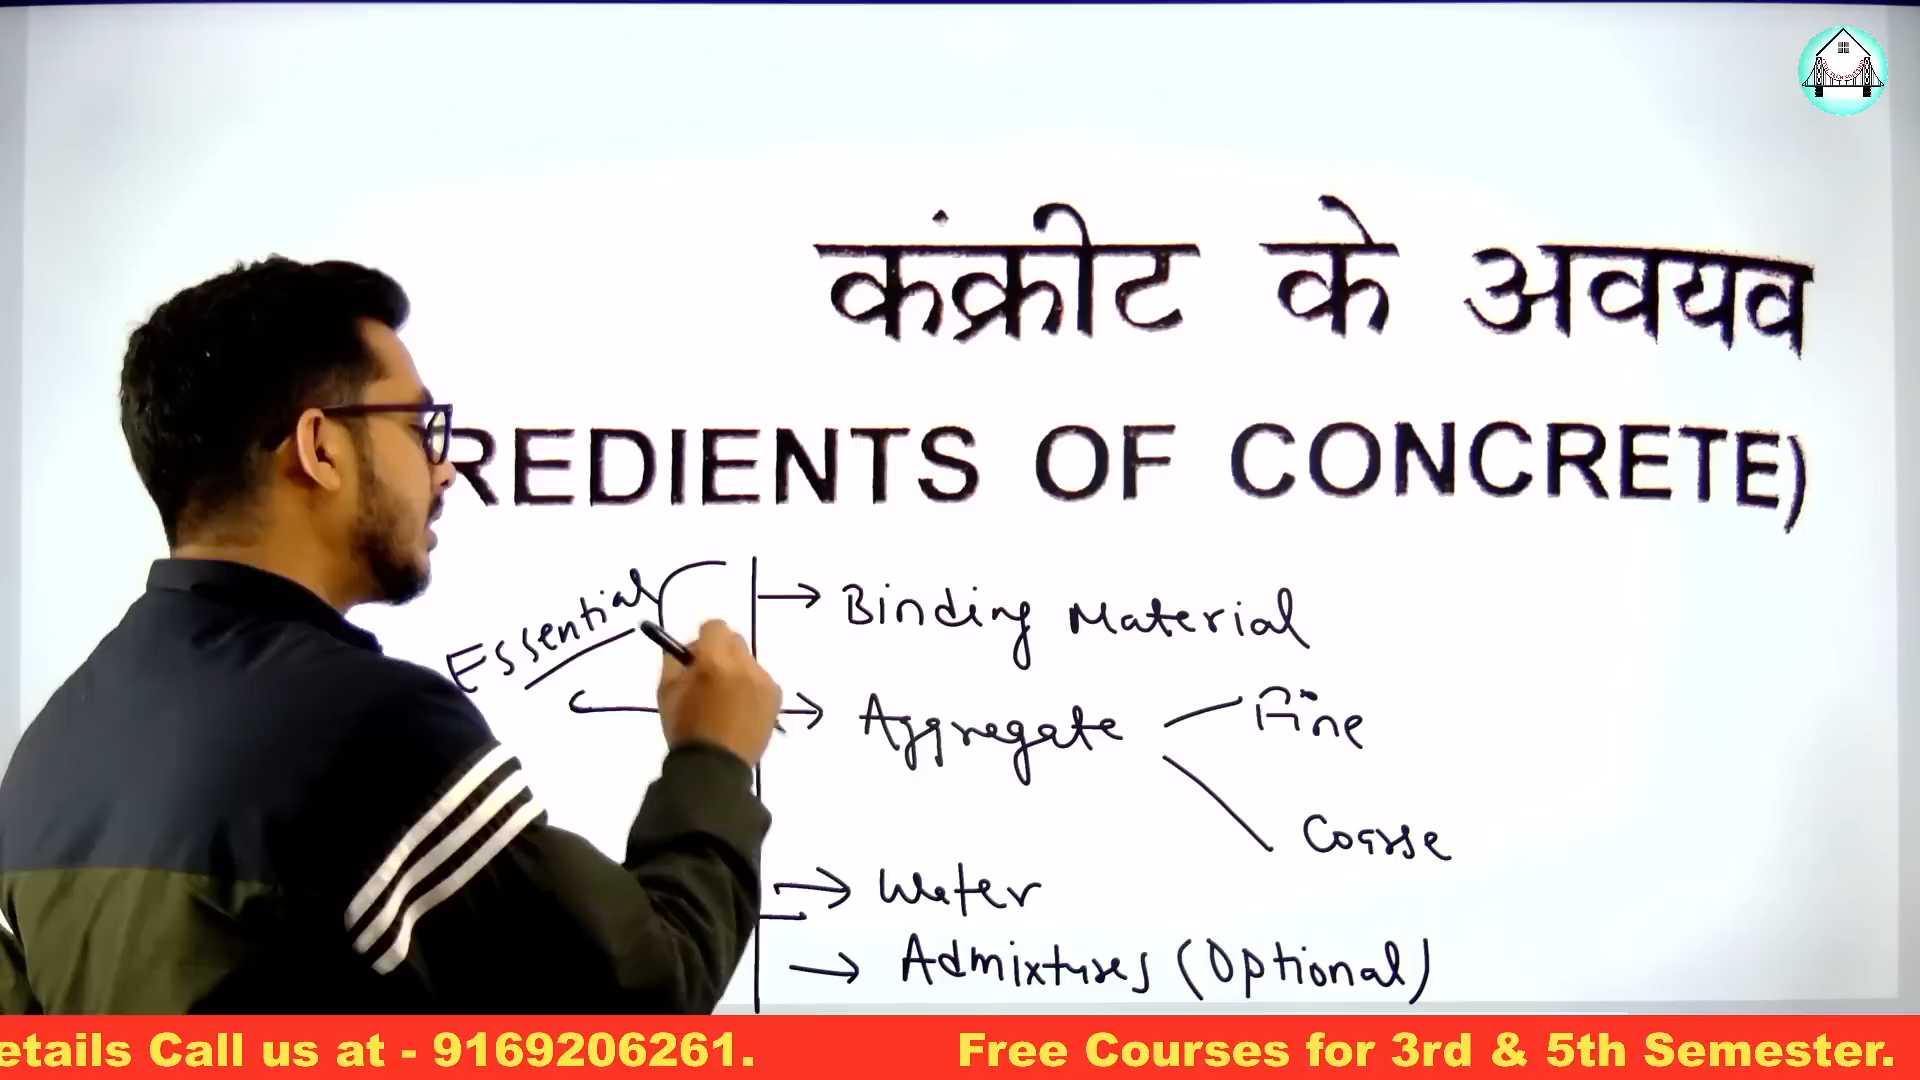 कंक्रीट के अवयव
REDIENTS OF CONCRETE)
Essential
Binding Material
Aggregate
Fine
Coarse
Water
Admixtures (Optional)
etails Call us at - 9169206261. Free Courses for 3rd & 5th Semester.